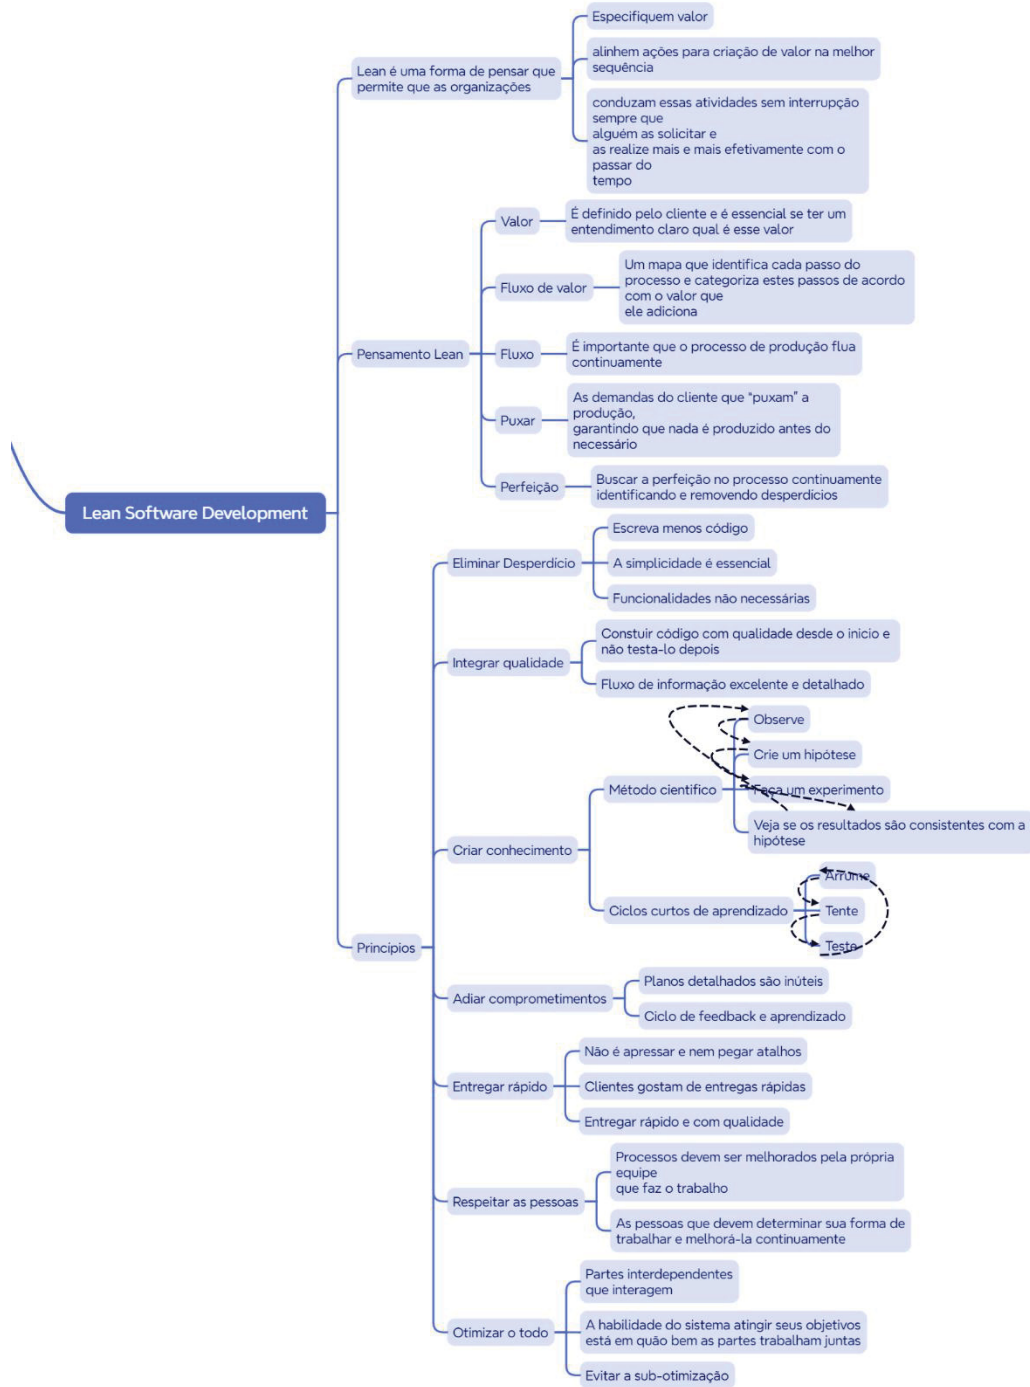 Lean Software Development
Lean é uma forma de pensar que
permite que as organizações
Especifiquem valor
alinhem ações para criação de valor na melhor
sequência
conduzam essas atividades sem interrupção
sempre que
alguém as solicitar e
as realize mais e mais efetivamente com o
passar do
tempo
Pensamento Lean
Valor
É definido pelo cliente e é essencial se ter um
entendimento claro qual é esse valor
Fluxo de valor
Um mapa que identifica cada passo do
processo e categoriza estes passos de acordo
com o valor que
ele adiciona
Fluxo
É importante que o processo de produção flua
continuamente
Puxar
As demandas do cliente que “puxam” a
produção,
garantindo que nada é produzido antes do
necessário
Perfeição
Buscar a perfeição no processo continuamente
identificando e removendo desperdícios
Princípios
Eliminar Desperdício
Escreva menos código
A simplicidade é essencial
Funcionalidades não necessárias
Integrar qualidade
Constuir código com qualidade desde o inicio e
não testa-lo depois
Fluxo de informação excelente e detalhado
Criar conhecimento
Método científico
Observe
Crie um hipótese
Faça um experimento
Veja se os resultados são consistentes com a
hipótese
Ciclos curtos de aprendizado
Arrume
Tente
Teste
Adiar comprometimentos
Planos detalhados são inúteis
Ciclo de feedback e aprendizado
Entregar rápido
Não é apressar e nem pegar atalhos
Clientes gostam de entregas rápidas
Entregar rápido e com qualidade
Respeitar as pessoas
Processos devem ser melhorados pela própria
equipe
que faz o trabalho
As pessoas que devem determinar sua forma de
trabalhar e melhorá-la continuamente
Otimizar o todo
Partes interdependentes
que interagem
A habilidade do sistema atingir seus objetivos
está em quão bem as partes trabalham juntas
Evitar a sub-otimização